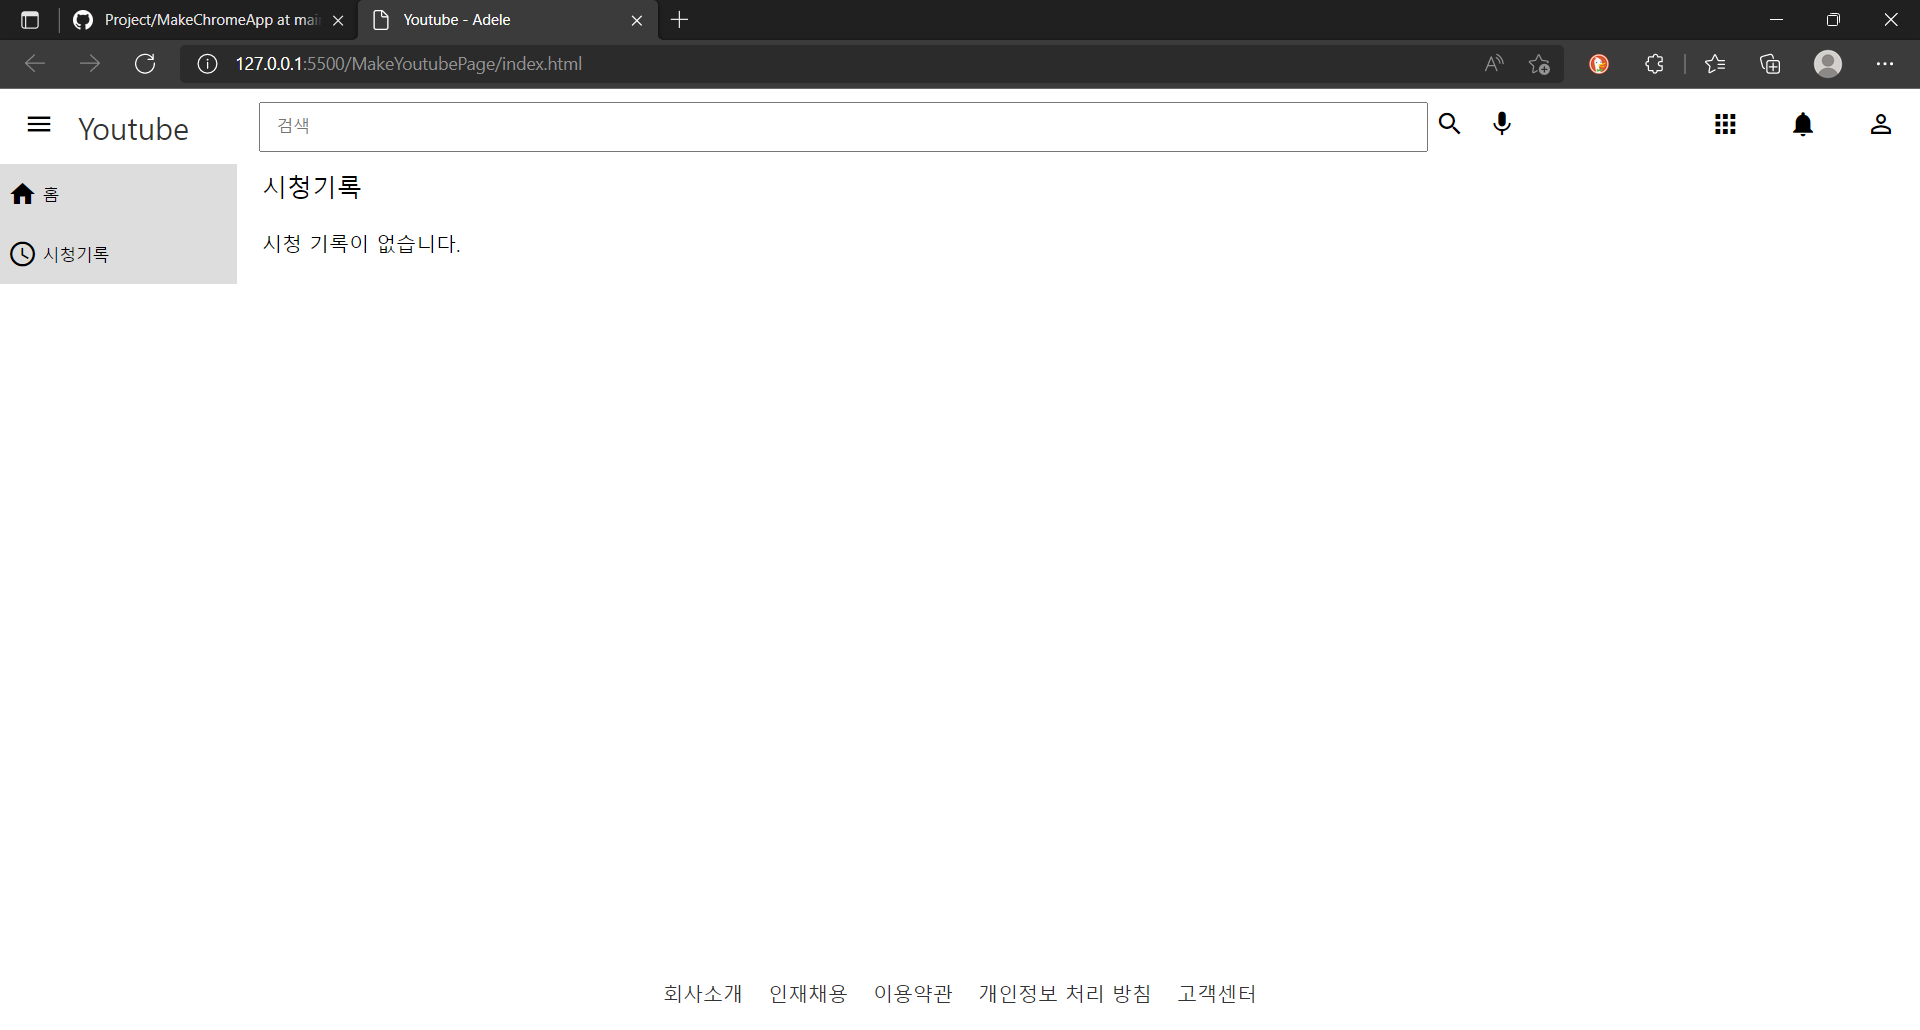 Project/MakeChromeApp at mai
Youtube - Adele
127.0.0.1:5500/MakeYoutubePage/index.html
Youtube
검색
홈
시청기록
시청기록
시청 기록이 없습니다.
회사소개 인재채용 이용약관 개인정보 처리 방침 고객센터